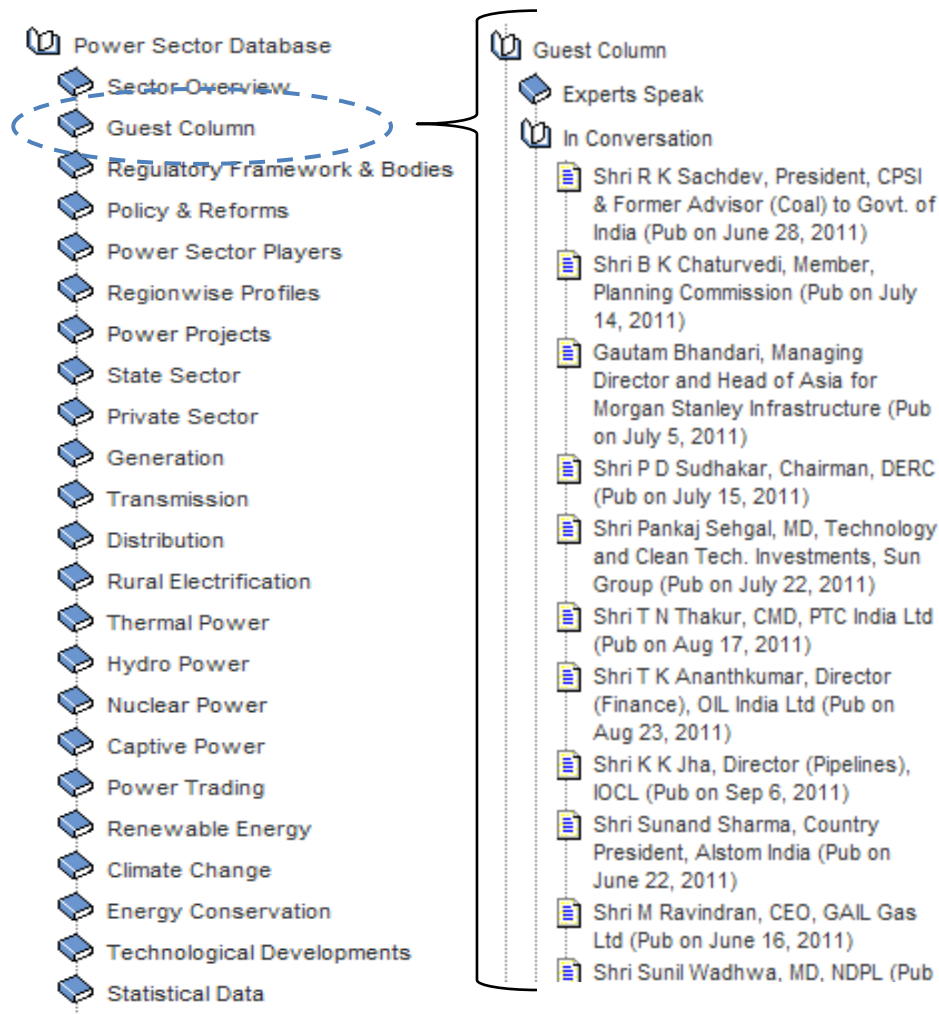 Power Sector Database
Sector Overview
Guest Column
Regulatory Framework & Bodies
Policy & Reforms
Power Sector Players
Regionwise Profiles
Power Projects
State Sector
Private Sector
Generation
Transmission
Distribution
Rural Electrification
Thermal Power
Hydro Power
Nuclear Power
Captive Power
Power Trading
Renewable Energy
Climate Change
Energy Conservation
Technological Developments
Statistical Data
Guest Column
Experts Speak
In Conversation
Shri R K Sachdev, President, CPSI
& Former Advisor (Coal) to Govt. of
India (Pub on June 28, 2011)
Shri B K Chaturvedi, Member,
Planning Commission (Pub on July
14, 2011)
Gautam Bhandari, Managing
Director and Head of Asia for
Morgan Stanley Infrastructure (Pub
on July 5, 2011)
Shri P D Sudhakar, Chairman, DERC
(Pub on July 15, 2011)
Shri Pankaj Sehgal, MD, Technology
and Clean Tech. Investments, Sun
Group (Pub on July 22, 2011)
Shri T N Thakur, CMD, PTC India Ltd
(Pub on Aug 17, 2011)
Shri T K Ananthkumar, Director
(Finance), OIL India Ltd (Pub on
Aug 23, 2011)
Shri K K Jha, Director (Pipelines),
IOCL (Pub on Sep 6, 2011)
Shri Sunand Sharma, Country
President, Alstom India (Pub on
June 22, 2011)
Shri M Ravindran, CEO, GAIL Gas
Ltd (Pub on June 16, 2011)
Shri Sunil Wadhwa, MD, NDPL (Pub